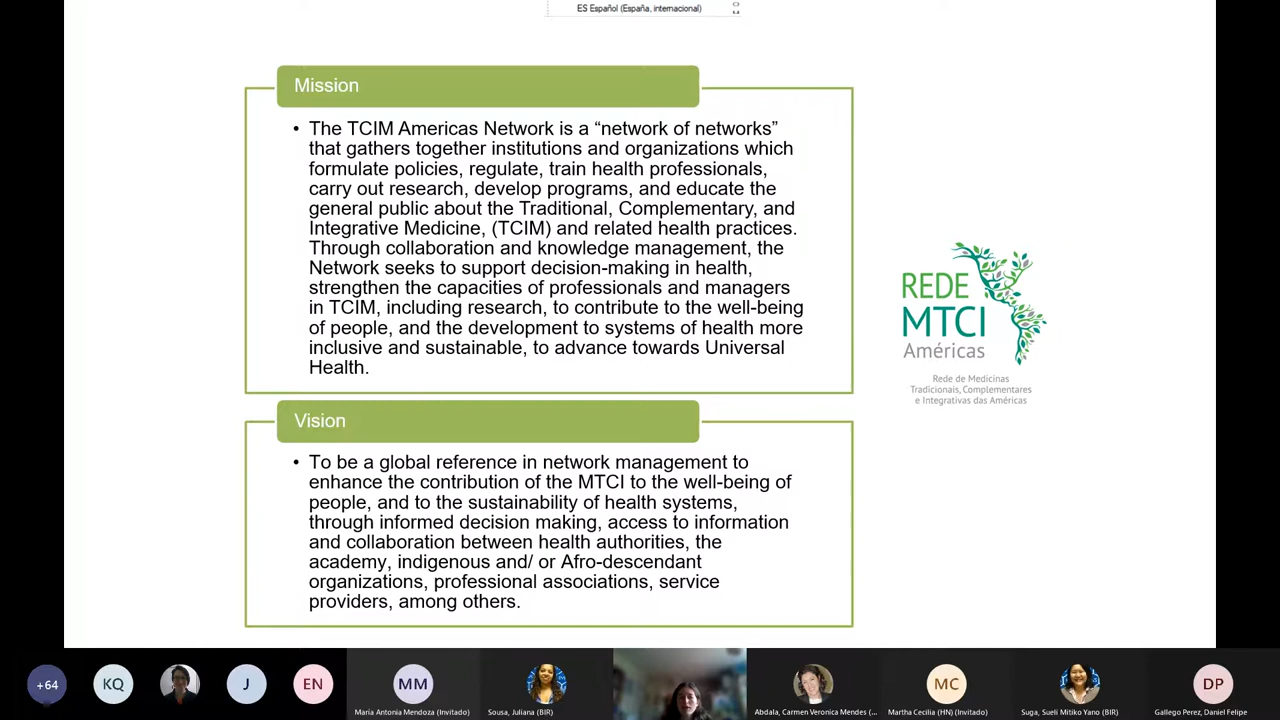 ES Español (España, internacional)
Mission
• The TCIM Americas Network is a “network of networks”
that gathers together institutions and organizations which
formulate policies, regulate, train health professionals,
carry out research, develop programs, and educate the
general public about the Traditional, Complementary, and
Integrative Medicine, (TCIM) and related health practices.
Through collaboration and knowledge management, the
Network seeks to support decision-making in health,
strengthen the capacities of professionals and managers
in TCIM, including research, to contribute to the well-being
of people, and the development to systems of health more
inclusive and sustainable, to advance towards Universal
Health.
REDE
MTCI
Américas
Rede de Medicinas
Tradicionais, Complementares
e Integrativas das Américas
Vision
• To be a global reference in network management to
enhance the contribution of the MTCI to the well-being of
people, and to the sustainability of health systems,
through informed decision making, access to information
and collaboration between health authorities, the
academy, indigenous and/ or Afro-descendant
organizations, professional associations, service
providers, among others.
+64
KQ
J
EN
MM
MC
DP
María Antonia Mendoza (Invitado)
Sousa, Juliana (BIR)
Abdala, Carmen Veronica Mendes (...
Martha Cecilia (HN) (Invitado)
Suga, Sueli Mitiko Yano (BIR)
Gallego Perez, Daniel Felipe